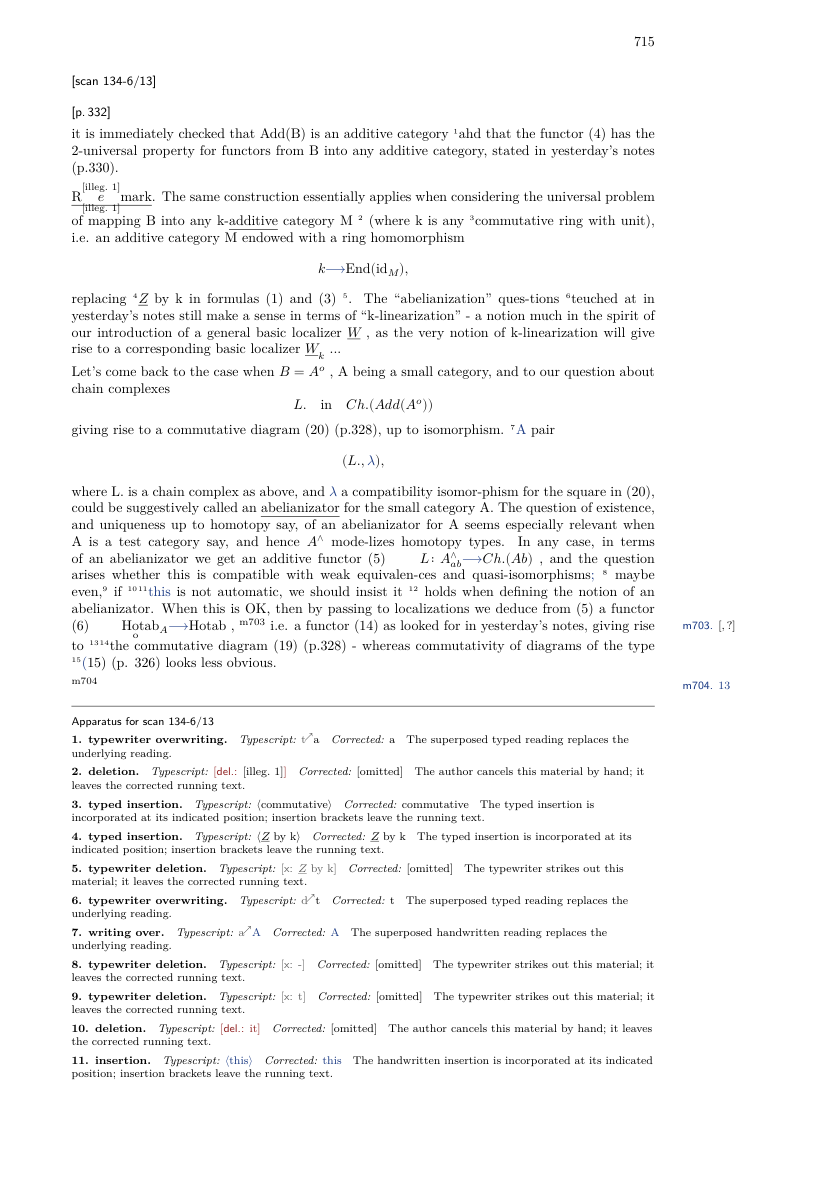 715
[scan 134-6/13]
[p. 332]
it is immediately checked that Add(B) is an additive category ¹ahd that the functor (4) has the
2-universal property for functors from B into any additive category, stated in yesterday's notes
(p.330).
[illeg. 1]
R e mark. The same construction essentially applies when considering the universal problem
[illeg. 1]
of mapping B into any k-additive category M ² (where k is any ³commutative ring with unit),
i.e. an additive category M endowed with a ring homomorphism
k⟶End(id_M),
replacing ⁴Z by k in formulas (1) and (3) ⁵. The “abelianization” ques-tions ⁶teuched at in
yesterday's notes still make a sense in terms of “k-linearization” - a notion much in the spirit of
our introduction of a general basic localizer W , as the very notion of k-linearization will give
rise to a corresponding basic localizer W_k ...
Let's come back to the case when B = Aᵒ , A being a small category, and to our question about
chain complexes
L. in Ch.(Add(Aᵒ))
giving rise to a commutative diagram (20) (p.328), up to isomorphism. ⁷A pair
(L., λ),
where L. is a chain complex as above, and λ a compatibility isomor-phism for the square in (20),
could be suggestively called an abelianizator for the small category A. The question of existence,
and uniqueness up to homotopy say, of an abelianizator for A seems especially relevant when
A is a test category say, and hence A^∧ mode-lizes homotopy types. In any case, in terms
of an abelianizator we get an additive functor (5) L: A^∧_ab⟶Ch.(Ab) , and the question
arises whether this is compatible with weak equivalen-ces and quasi-isomorphisms; ⁸ maybe
even,⁹ if ¹⁰¹¹this is not automatic, we should insist it ¹² holds when defining the notion of an
abelianizator. When this is OK, then by passing to localizations we deduce from (5) a functor
(6) Hotab_A⟶Hotab , m703 i.e. a functor (14) as looked for in yesterday's notes, giving rise
m703. [, ?]
o
to ¹³¹⁴the commutative diagram (19) (p.328) - whereas commutativity of diagrams of the type
¹⁵(15) (p. 326) looks less obvious.
m704
m704. 13
Apparatus for scan 134-6/13
1. typewriter overwriting. Typescript: t↗a Corrected: a The superposed typed reading replaces the
underlying reading.
2. deletion. Typescript: [del.: [illeg. 1]] Corrected: [omitted] The author cancels this material by hand; it
leaves the corrected running text.
3. typed insertion. Typescript: ⟨commutative⟩ Corrected: commutative The typed insertion is
incorporated at its indicated position; insertion brackets leave the running text.
4. typed insertion. Typescript: ⟨Z by k⟩ Corrected: Z by k The typed insertion is incorporated at its
indicated position; insertion brackets leave the running text.
5. typewriter deletion. Typescript: [x: Z by k] Corrected: [omitted] The typewriter strikes out this
material; it leaves the corrected running text.
6. typewriter overwriting. Typescript: d↗t Corrected: t The superposed typed reading replaces the
underlying reading.
7. writing over. Typescript: a↗A Corrected: A The superposed handwritten reading replaces the
underlying reading.
8. typewriter deletion. Typescript: [x: -] Corrected: [omitted] The typewriter strikes out this material; it
leaves the corrected running text.
9. typewriter deletion. Typescript: [x: t] Corrected: [omitted] The typewriter strikes out this material; it
leaves the corrected running text.
10. deletion. Typescript: [del.: it] Corrected: [omitted] The author cancels this material by hand; it leaves
the corrected running text.
11. insertion. Typescript: ⟨this⟩ Corrected: this The handwritten insertion is incorporated at its indicated
position; insertion brackets leave the running text.